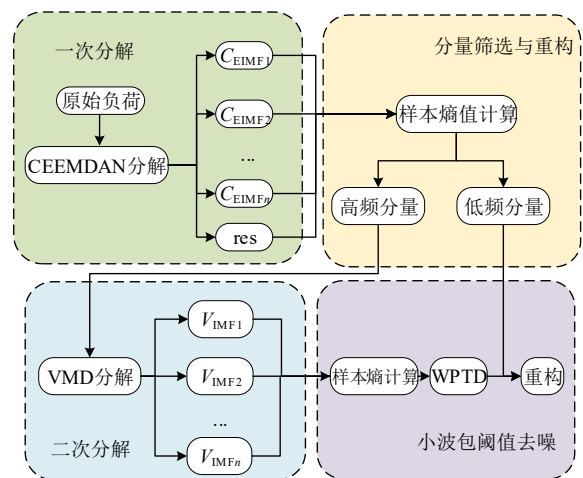 一次分解
原始负荷
CEEMDAN分解
C_EIMF1
C_EIMF2
...
C_EIMFn
res
分量筛选与重构
样本熵值计算
高频分量
低频分量
VMD分解
二次分解
V_IMF1
V_IMF2
...
V_IMFn
样本熵计算
WPTD
重构
小波包阈值去噪